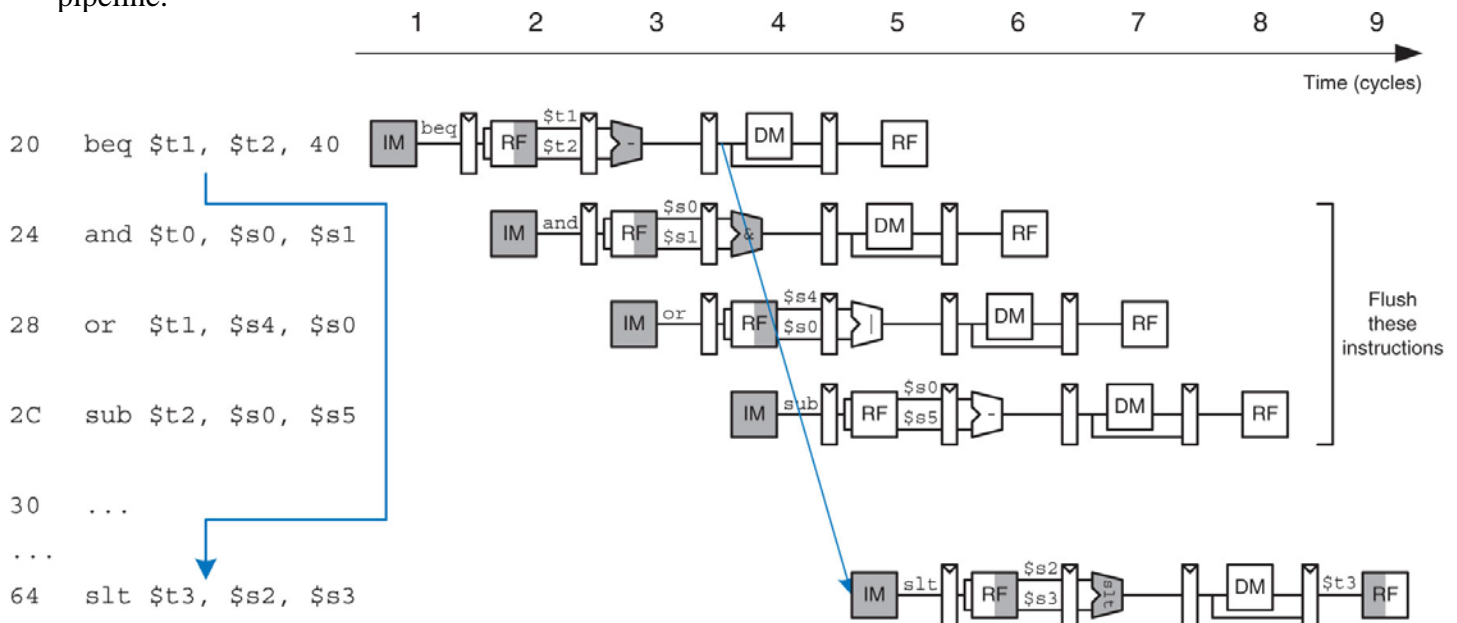 pipeline.
1 2 3 4 5 6 7 8 9
Time (cycles)
20 beq $t1, $t2, 40
IM beq RF $t1 $t2 - DM RF
24 and $t0, $s0, $s1
IM and RF $s0 $s1 & DM RF
28 or $t1, $s4, $s0
IM or RF $s4 $s0 | DM RF
Flush
these
instructions
2C sub $t2, $s0, $s5
IM sub RF $s0 $s5 - DM RF
30 ...
...
64 slt $t3, $s2, $s3
IM slt RF $s2 $s3 slt DM $t3 RF